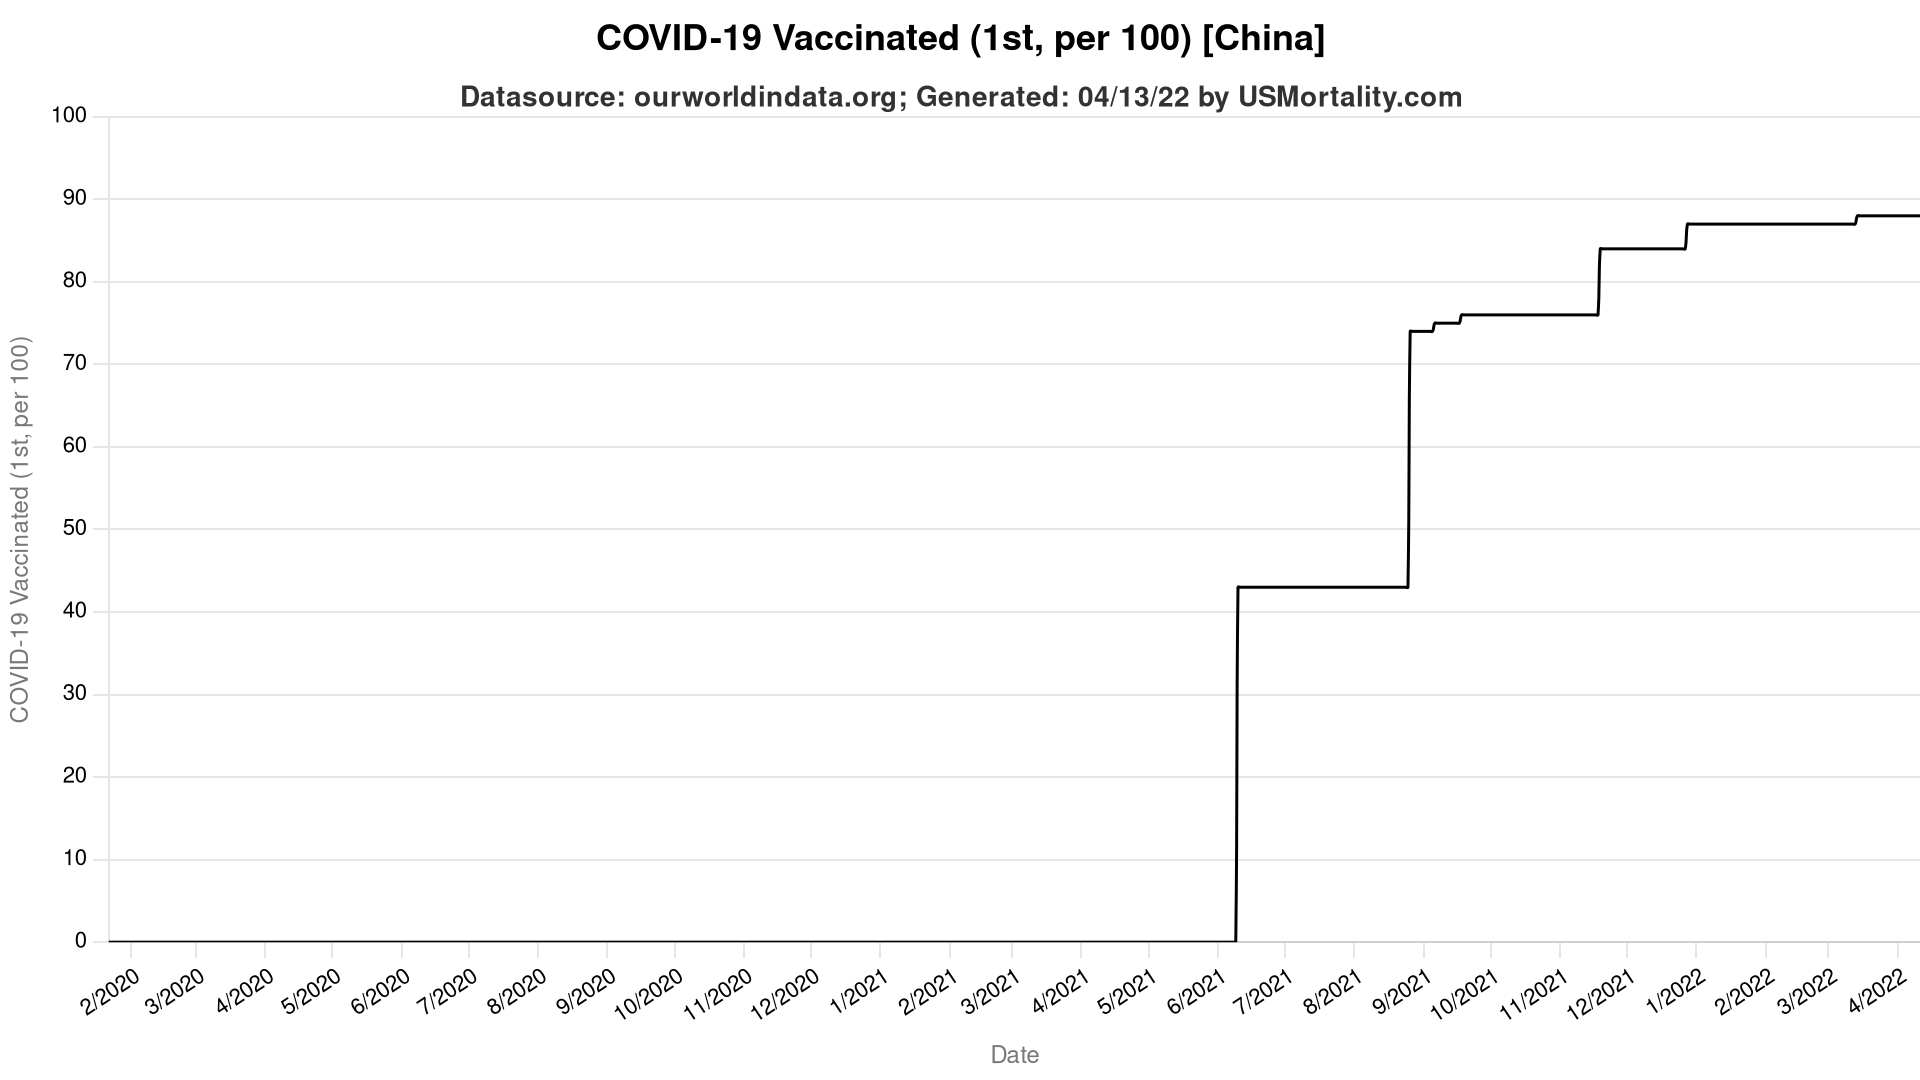 COVID-19 Vaccinated (1st, per 100) [China]
Datasource: ourworldindata.org; Generated: 04/13/22 by USMortality.com
COVID-19 Vaccinated (1st, per 100)
100
90
80
70
60
50
40
30
20
10
0
2/2020 3/2020 4/2020 5/2020 6/2020 7/2020 8/2020 9/2020 10/2020 11/2020 12/2020 1/2021 2/2021 3/2021 4/2021 5/2021 6/2021 7/2021 8/2021 9/2021 10/2021 11/2021 12/2021 1/2022 2/2022 3/2022 4/2022
Date